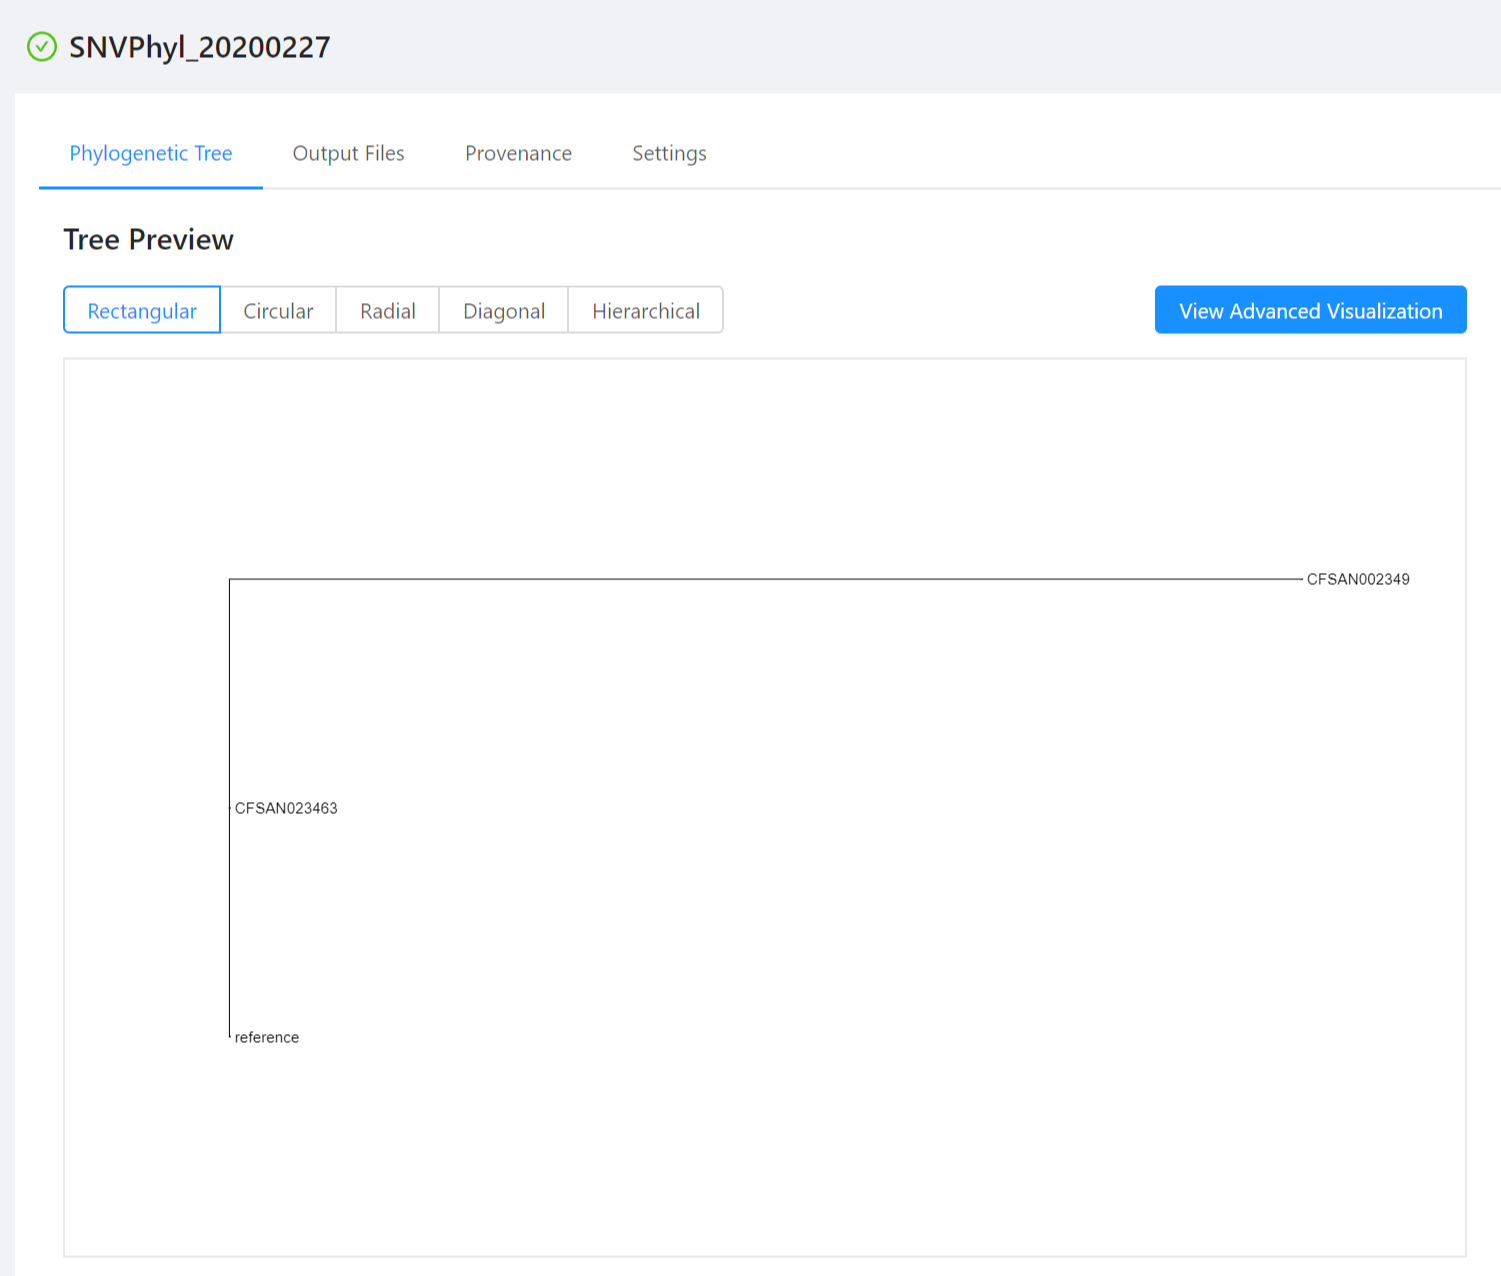 SNVPhyl_20200227
Phylogenetic Tree Output Files Provenance Settings
Tree Preview
Rectangular Circular Radial Diagonal Hierarchical View Advanced Visualization
CFSAN002349
CFSAN023463
reference